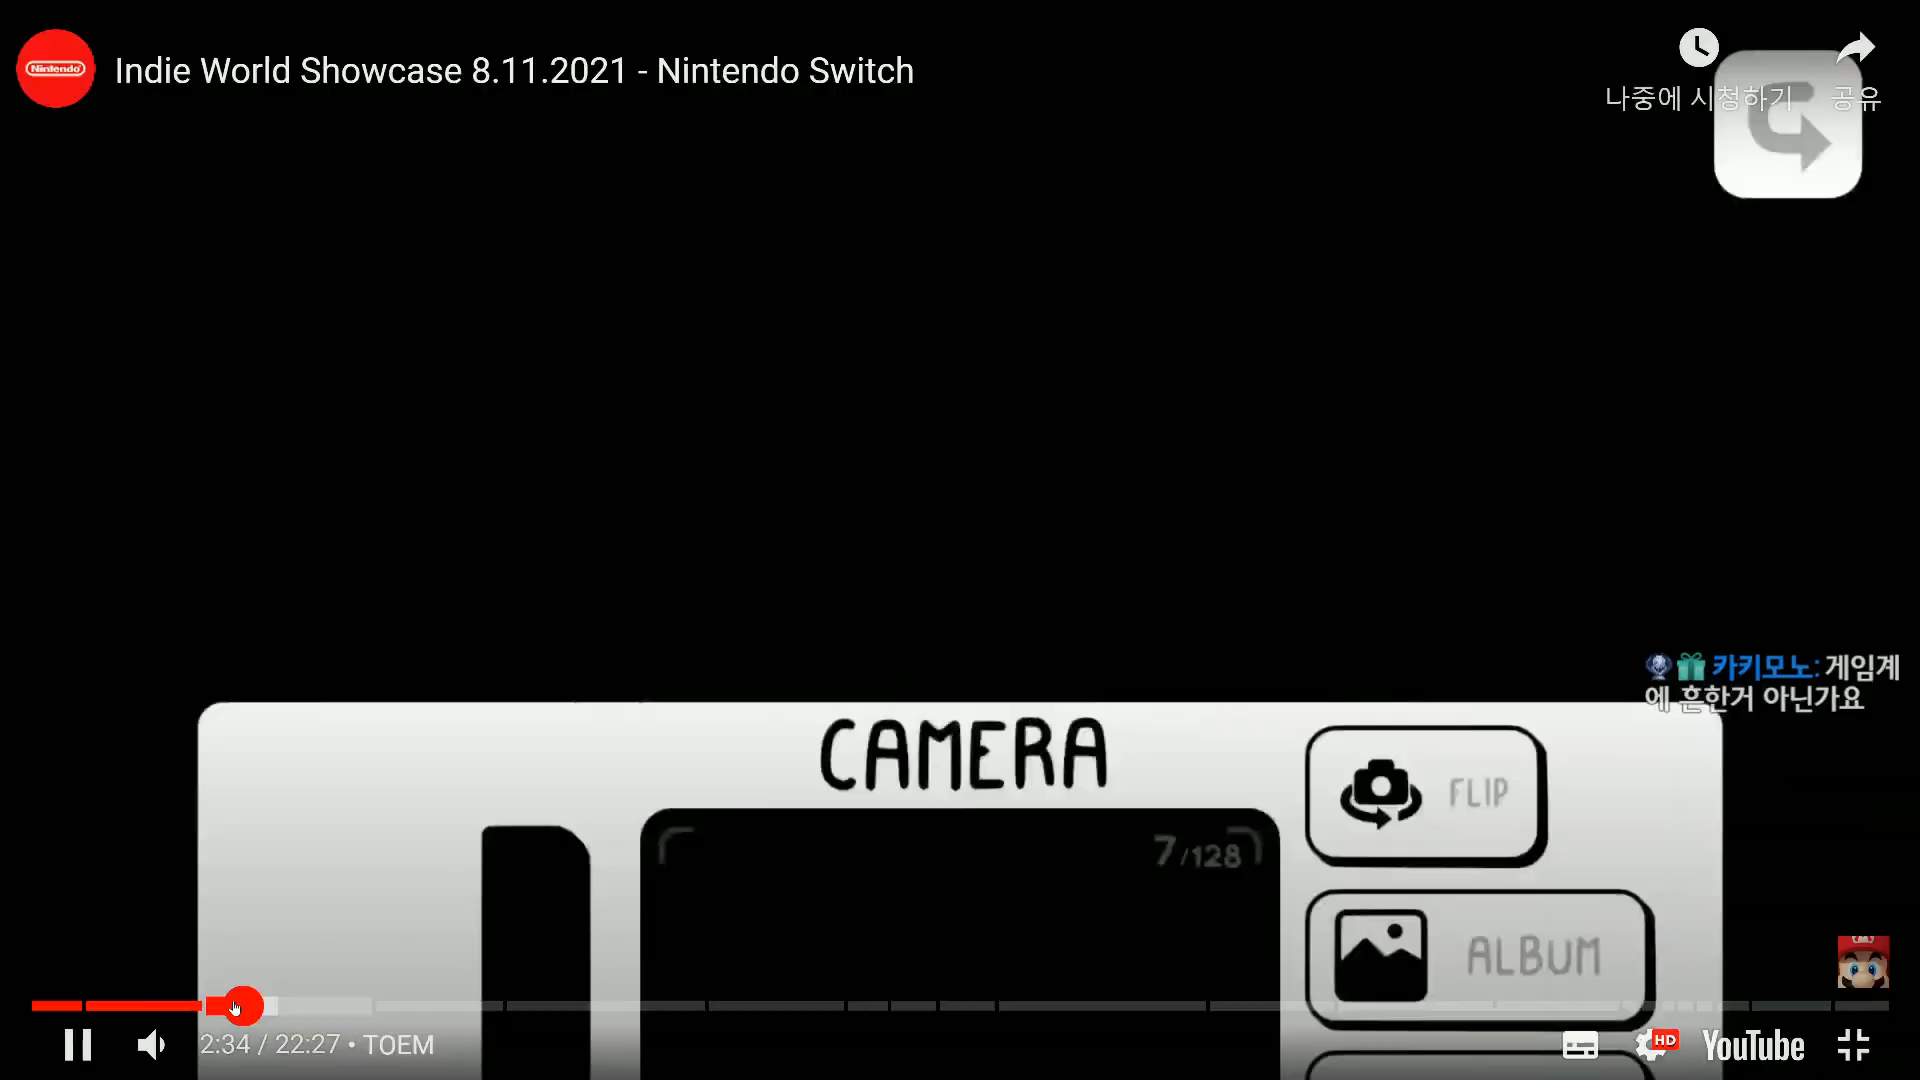 Nintendo
Indie World Showcase 8.11.2021 - Nintendo Switch
나중에 시청하기
공유
카키모노: 게임계
에 흔한거 아닌가요
CAMERA
FLIP
7/128
ALBUM
2:34 / 22:27 • TOEM
HD
YouTube